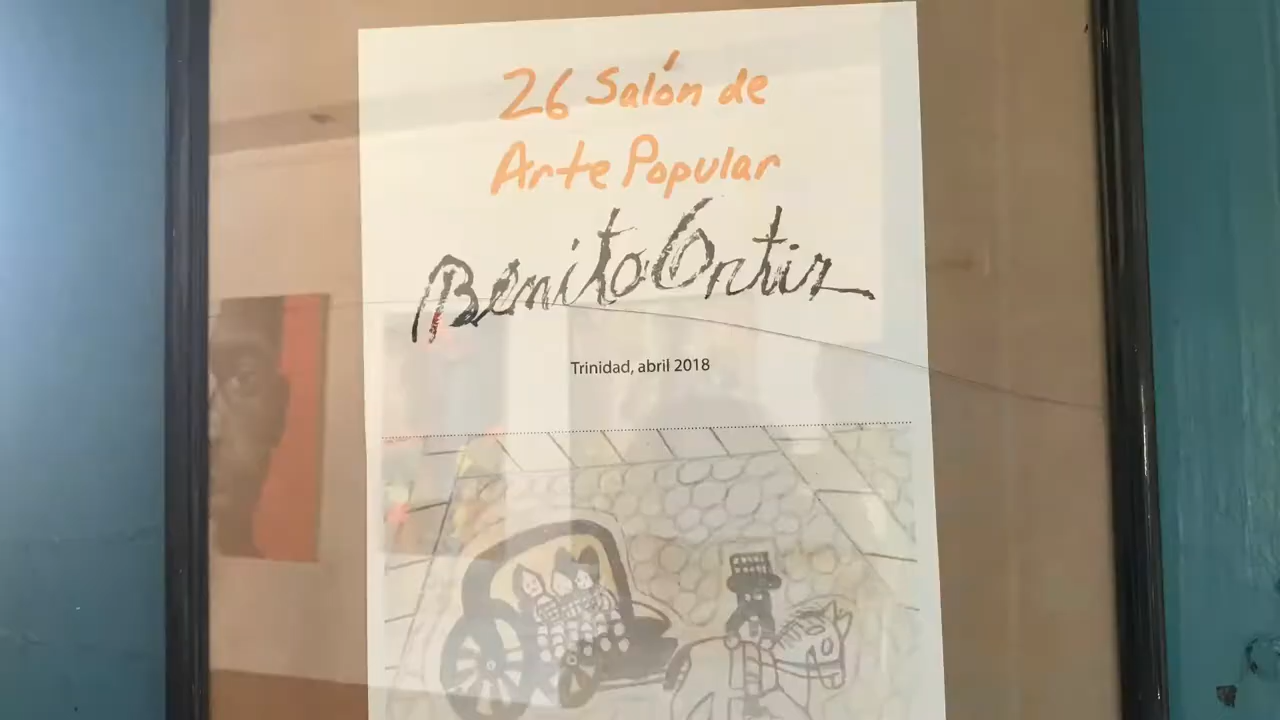 26 Salón de
Arte Popular
Benito Ortiz
Trinidad, abril 2018